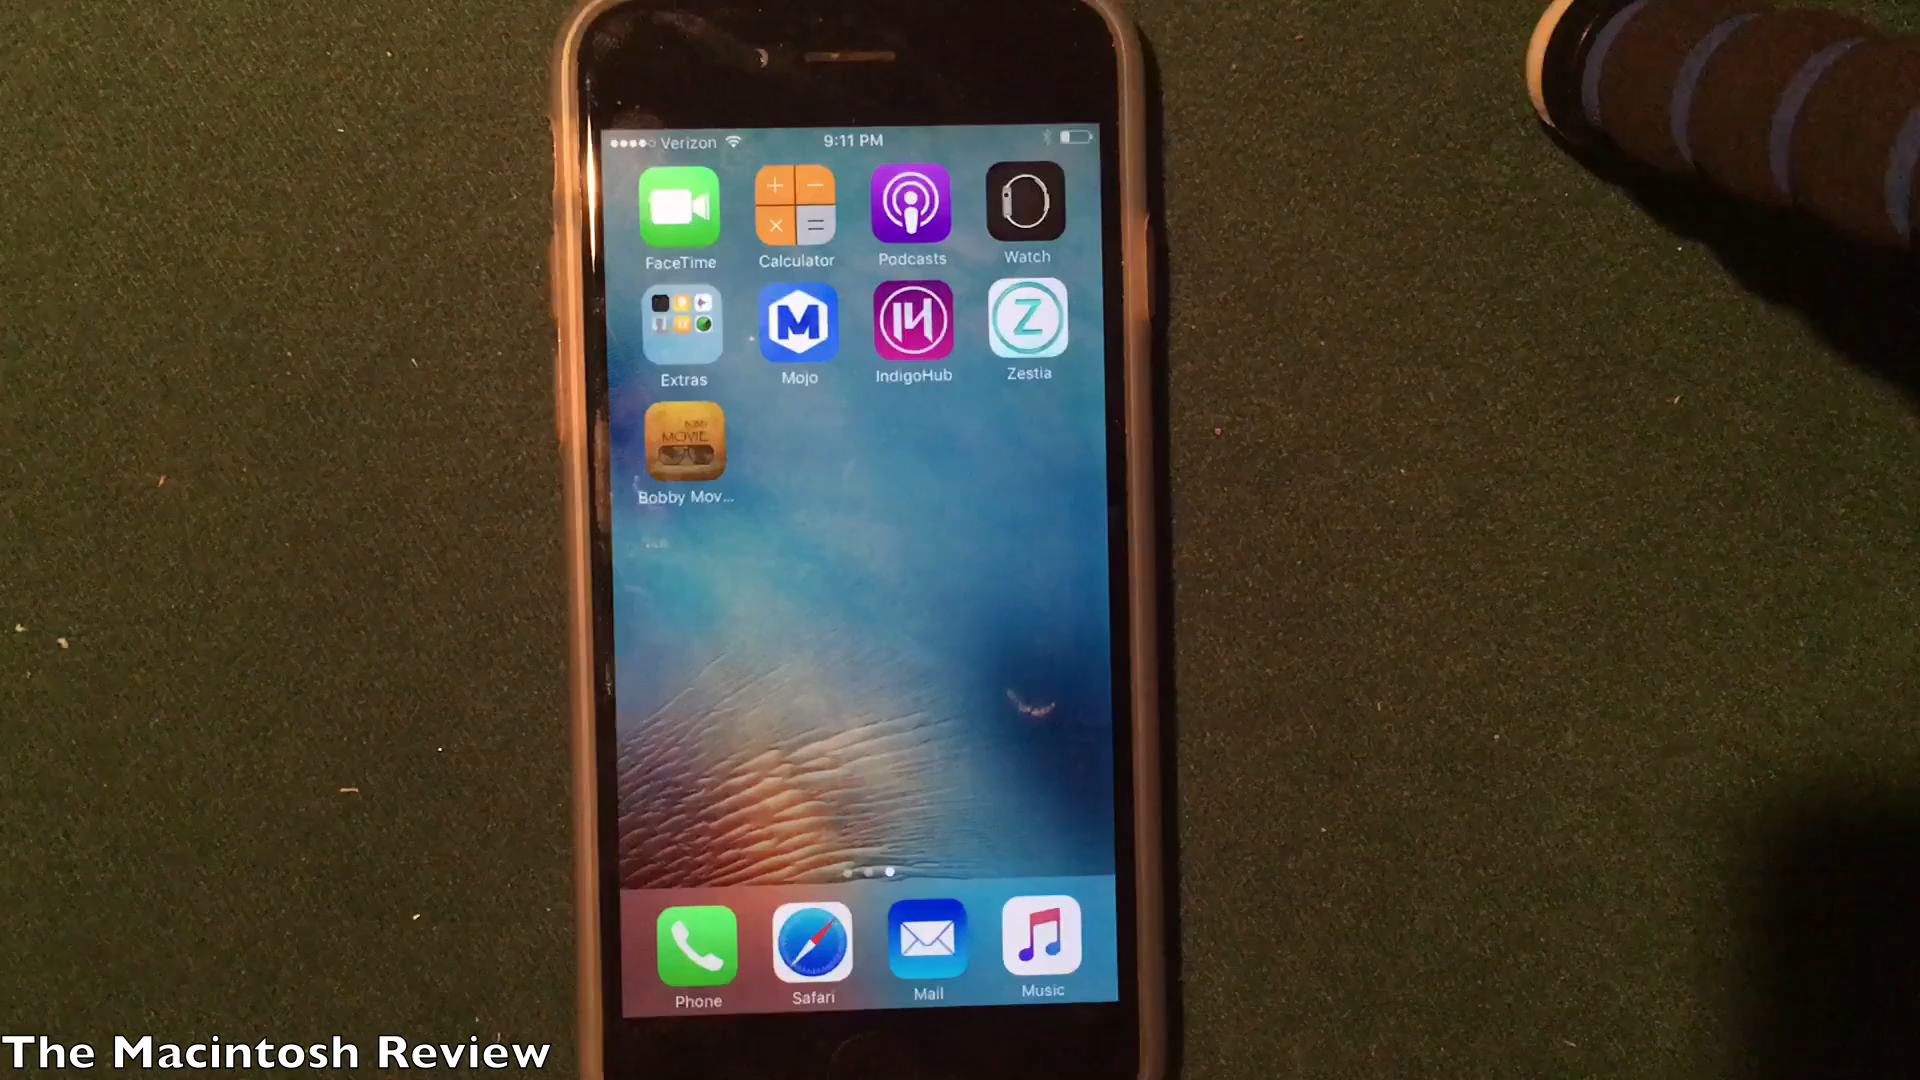 Verizon 9:11 PM
FaceTime Calculator Podcasts Watch
Extras Mojo IndigoHub Zestia
MOVIE
Bobby Mov...
Phone Safari Mail Music
The Macintosh Review